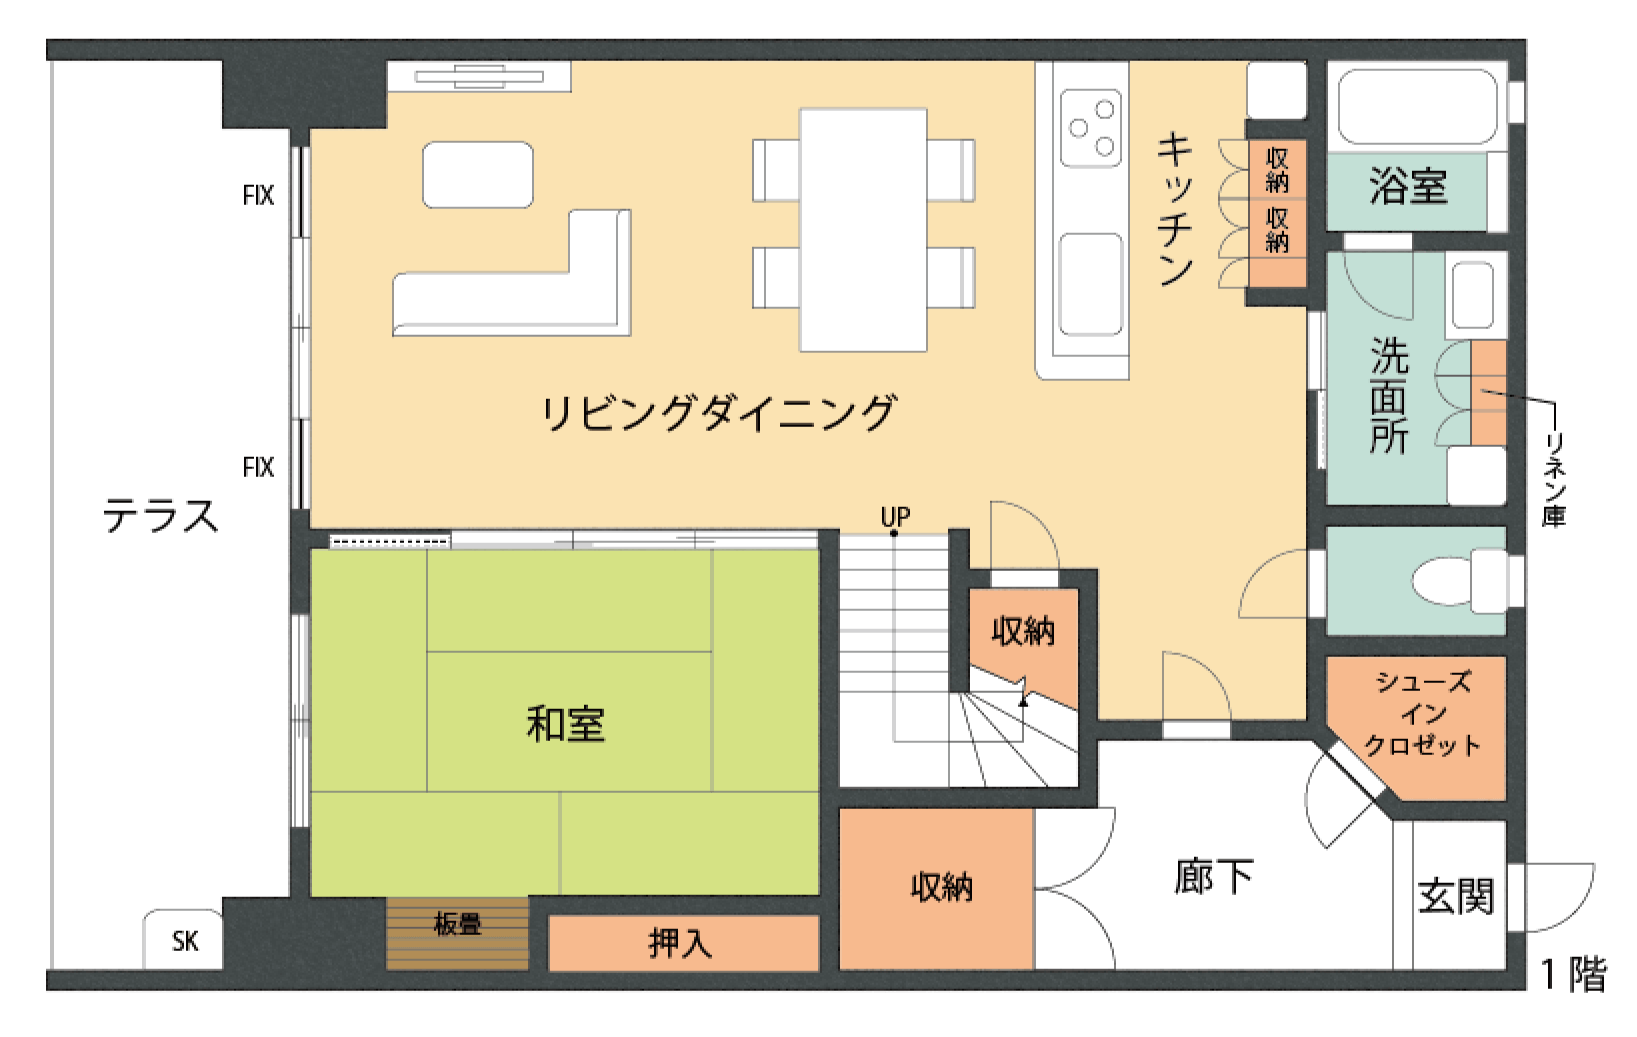 FIX
キッチン
収納
収納
浴室
洗面所
リネン庫
リビングダイニング
FIX
テラス
UP
収納
和室
シューズ
イン
クロゼット
廊下
収納
玄関
板畳
押入
SK
1階